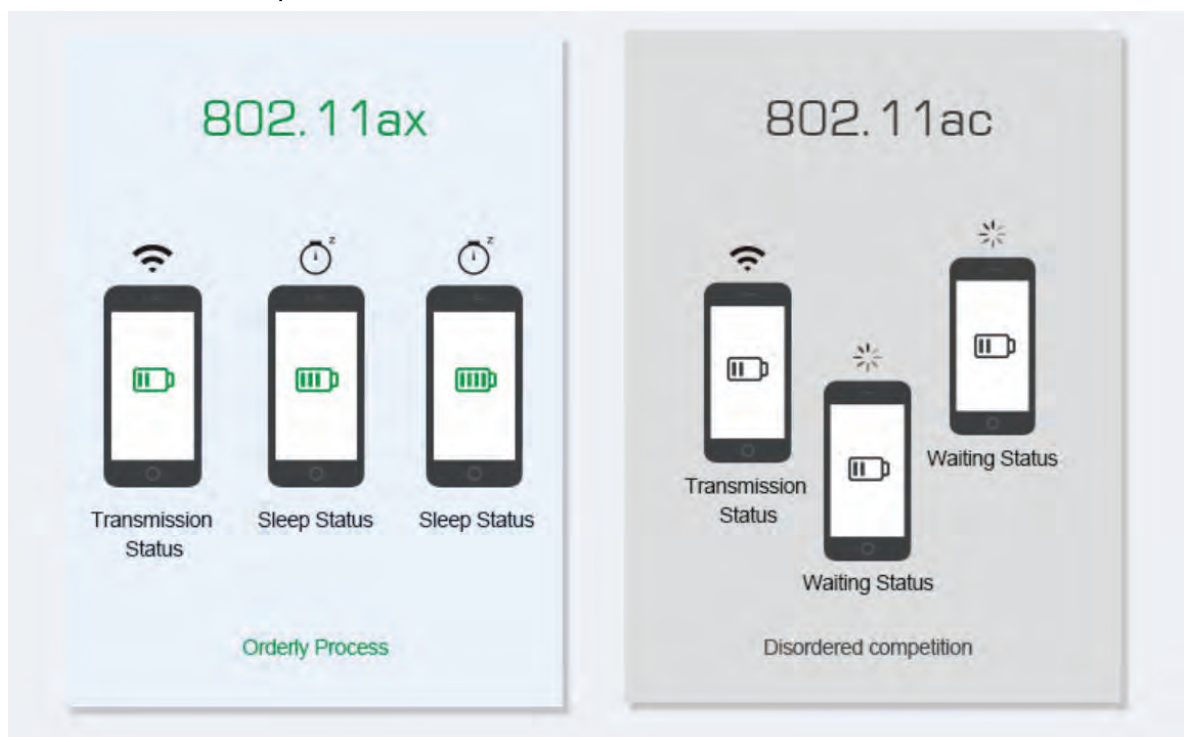 802.11ax
Transmission
Status
Sleep Status
Sleep Status
z
z
Orderly Process
802.11ac
Transmission
Status
Waiting Status
Waiting Status
Disordered competition